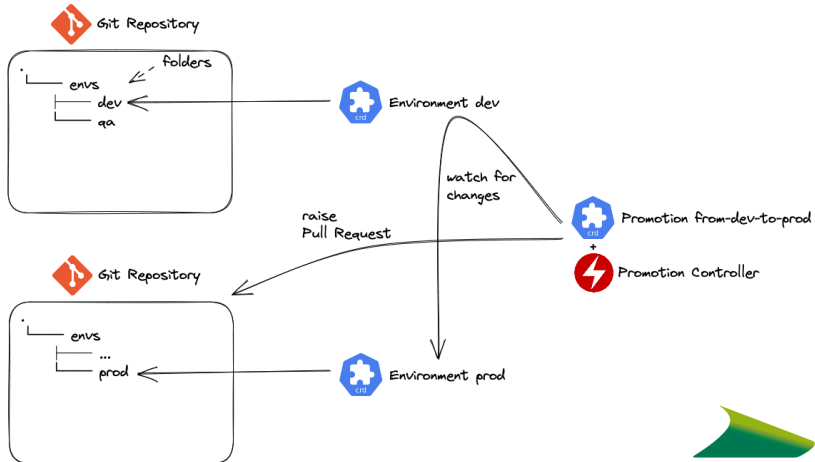 Git Repository
folders
.
envs
dev
qa
crd
Environment dev
watch for
changes
raise
Pull Request
crd
Promotion from-dev-to-prod
+
Promotion Controller
Git Repository
.
envs
...
prod
crd
Environment prod